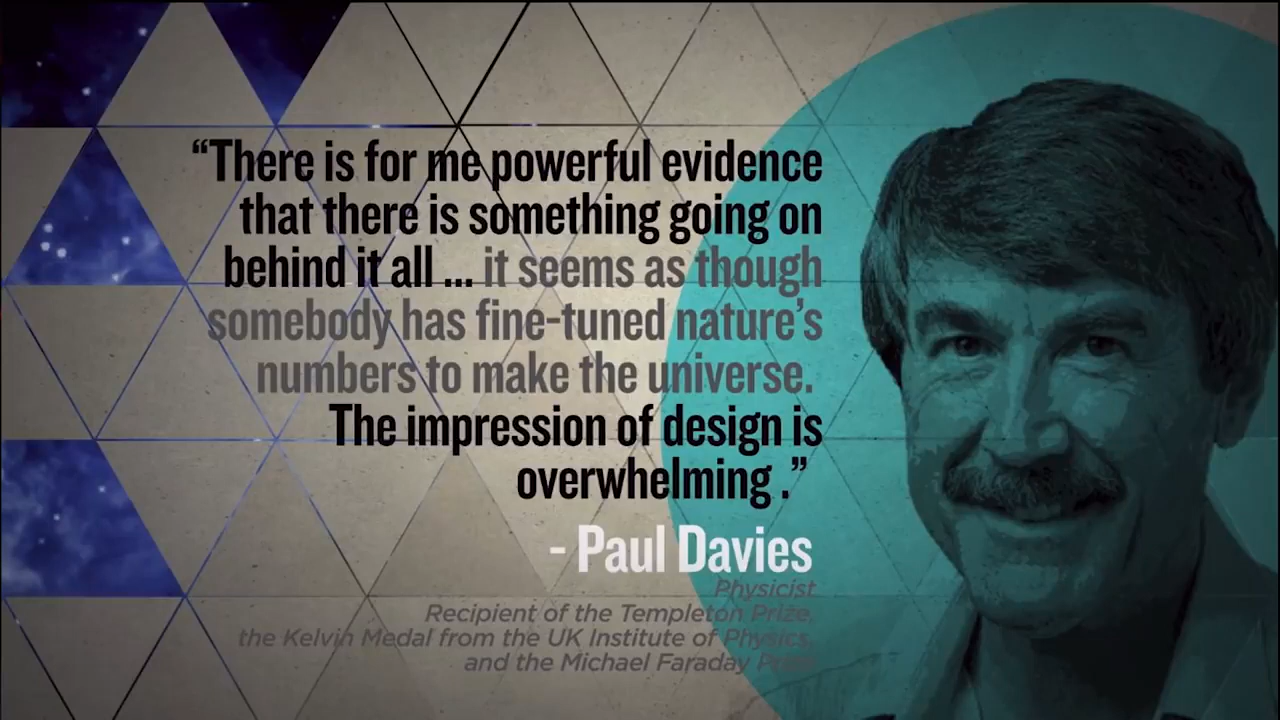 “There is for me powerful evidence
that there is something going on
behind it all ... it seems as though
somebody has fine-tuned nature’s
numbers to make the universe.
The impression of design is
overwhelming .”
- Paul Davies
Physicist
Recipient of the Templeton Prize,
the Kelvin Medal from the UK Institute of Physics,
and the Michael Faraday Prize